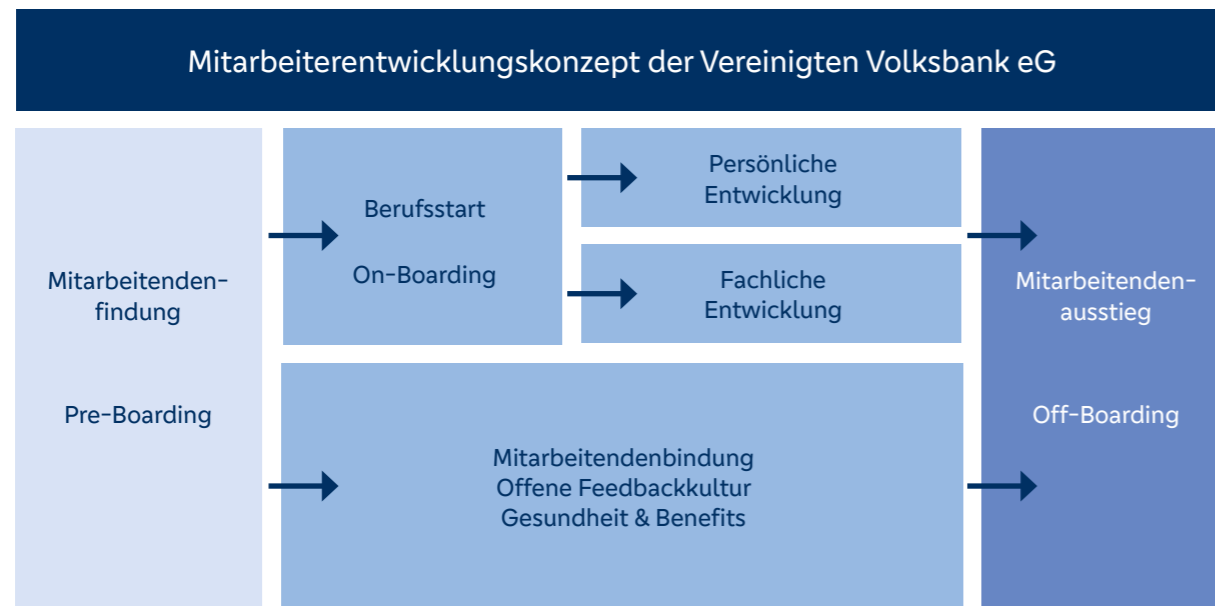 Mitarbeiterentwicklungskonzept der Vereinigten Volksbank eG
Mitarbeitenden-
findung
Pre-Boarding
Berufsstart
On-Boarding
Persönliche
Entwicklung
Fachliche
Entwicklung
Mitarbeitendenbindung
Offene Feedbackkultur
Gesundheit & Benefits
Mitarbeitenden-
ausstieg
Off-Boarding